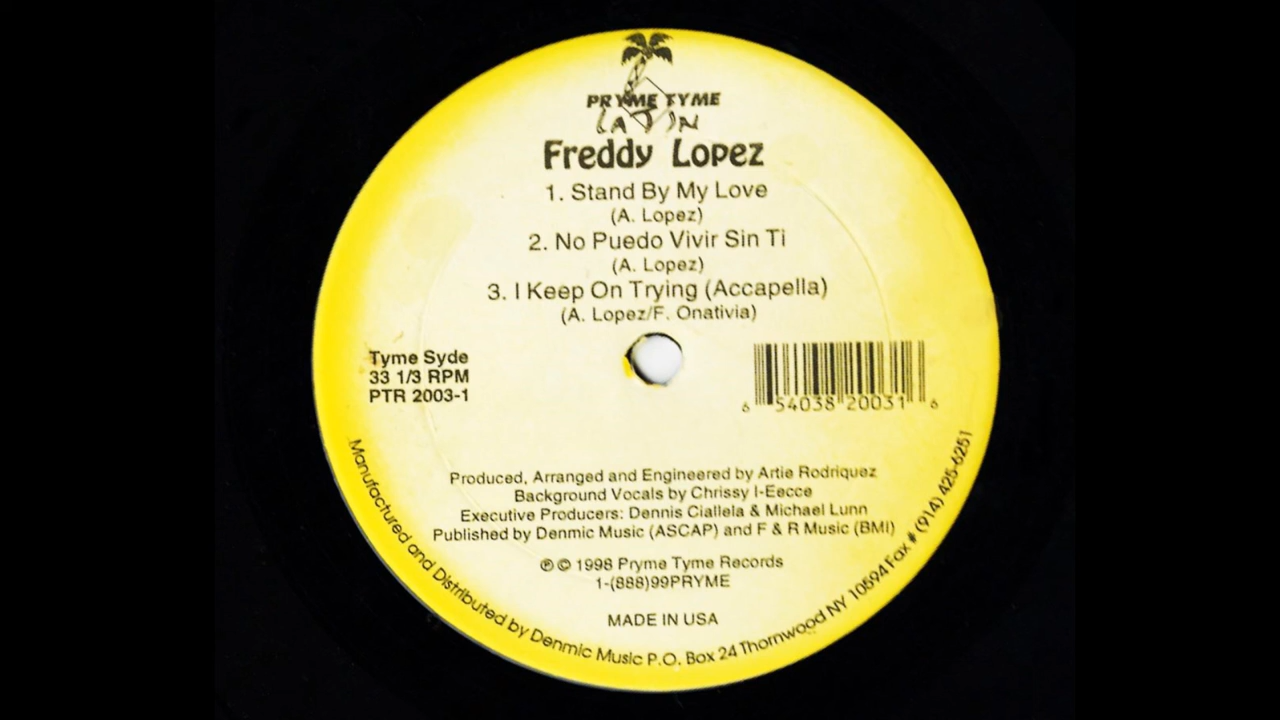 PRYME TYME
LATIN
Freddy Lopez
1. Stand By My Love
(A. Lopez)
2. No Puedo Vivir Sin Ti
(A. Lopez)
3. I Keep On Trying (Accapella)
(A. Lopez/F. Onativia)
Tyme Syde
33 1/3 RPM
PTR 2003-1
6 54038 20031 6
Produced, Arranged and Engineered by Artie Rodriquez
Background Vocals by Chrissy I-Eecce
Executive Producers: Dennis Ciallela & Michael Lunn
Published by Denmic Music (ASCAP) and F & R Music (BMI)
℗ © 1998 Pryme Tyme Records
1-(888)99PRYME
MADE IN USA
Manufactured and Distributed by Denmic Music P.O. Box 24 Thornwood NY 10594 Fax # (914) 425-6251